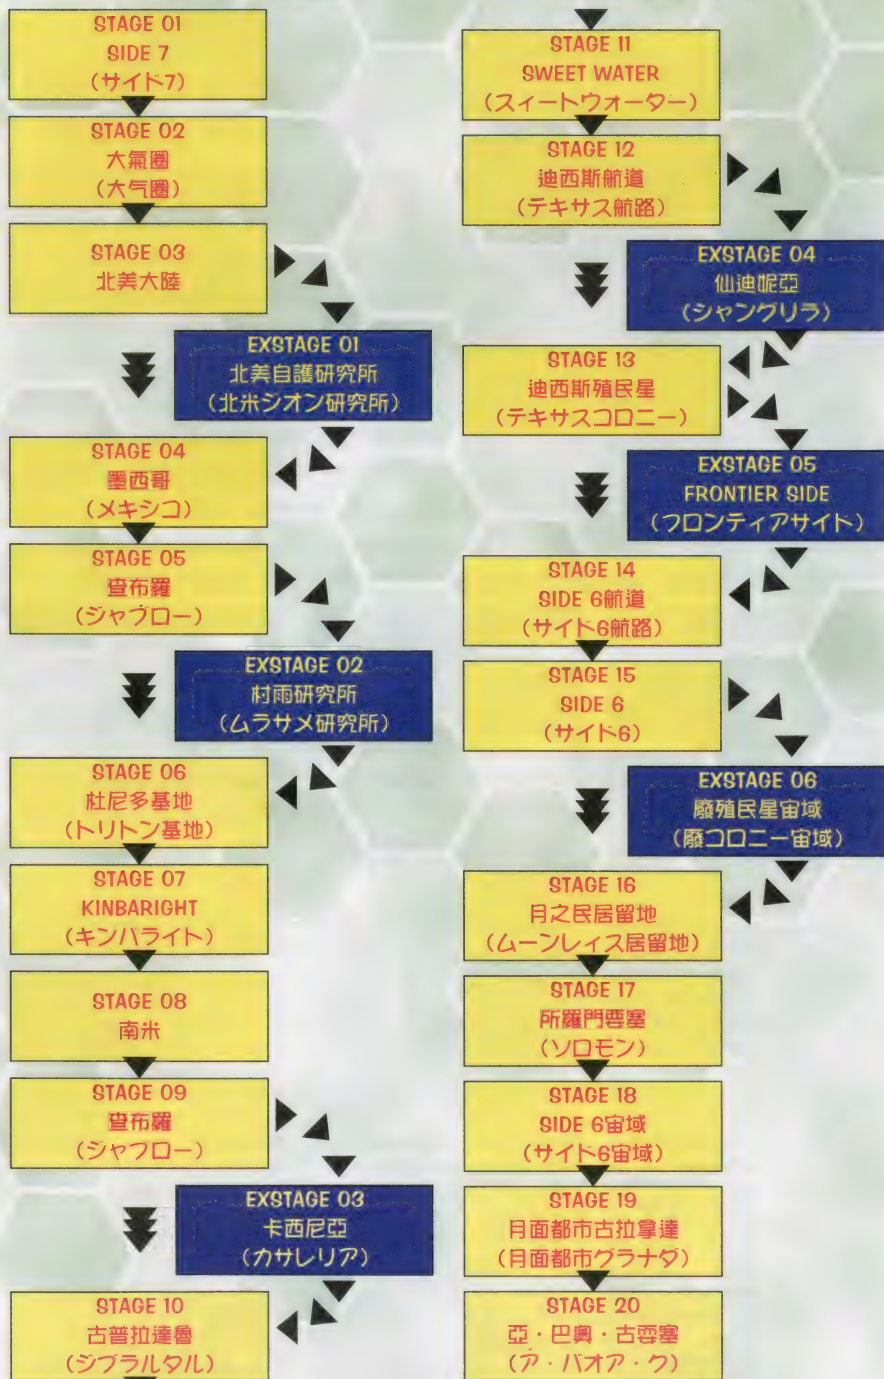 STAGE 01
SIDE 7
(サイド7)
STAGE 02
大氣圈
(大气圏)
STAGE 03
北美大陸
EXSTAGE 01
北美自護研究所
(北米ジオン研究所)
STAGE 04
墨西哥
(メキシコ)
STAGE 05
查布羅
(ジャブロー)
EXSTAGE 02
村雨研究所
(ムラサメ研究所)
STAGE 06
杜尼多基地
(トリトン基地)
STAGE 07
KINBARIGHT
(キンバライト)
STAGE 08
南米
STAGE 09
查布羅
(ジャフロー)
EXSTAGE 03
卡西尼亞
(カサレリア)
STAGE 10
古普拉達魯
(ジブラルタル)
STAGE 11
SWEET WATER
(スィートウォーター)
STAGE 12
迪西斯航道
(テキサス航路)
EXSTAGE 04
仙迪妮亞
(シャングリラ)
STAGE 13
迪西斯殖民星
(テキサスコロニー)
EXSTAGE 05
FRONTIER SIDE
(フロンティアサイト)
STAGE 14
SIDE 6航道
(サイト6航路)
STAGE 15
SIDE 6
(サイト6)
EXSTAGE 06
廢殖民星宙域
(廢コロニー宙域)
STAGE 16
月之民居留地
(ムーンレィス居留地)
STAGE 17
所羅門要塞
(ソロモン)
STAGE 18
SIDE 6宙域
(サイト6宙域)
STAGE 19
月面都市古拉拿達
(月面都市グラナダ)
STAGE 20
亞・巴奧・古要塞
(ア・バオア・ク)